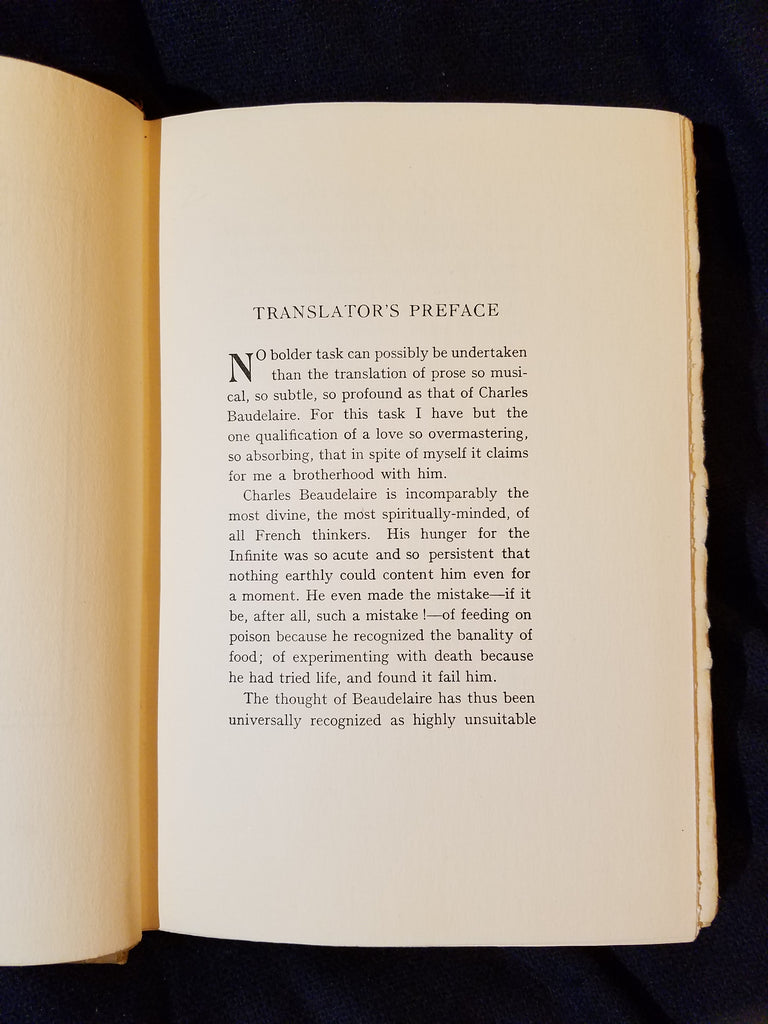 TRANSLATOR'S PREFACE
NO bolder task can possibly be undertaken
than the translation of prose so musi-
cal, so subtle, so profound as that of Charles
Baudelaire. For this task I have but the
one qualification of a love so overmastering,
so absorbing, that in spite of myself it claims
for me a brotherhood with him.
Charles Beaudelaire is incomparably the
most divine, the most spiritually-minded, of
all French thinkers. His hunger for the
Infinite was so acute and so persistent that
nothing earthly could content him even for
a moment. He even made the mistake—if it
be, after all, such a mistake !—of feeding on
poison because he recognized the banality of
food; of experimenting with death because
he had tried life, and found it fail him.
The thought of Beaudelaire has thus been
universally recognized as highly unsuitable